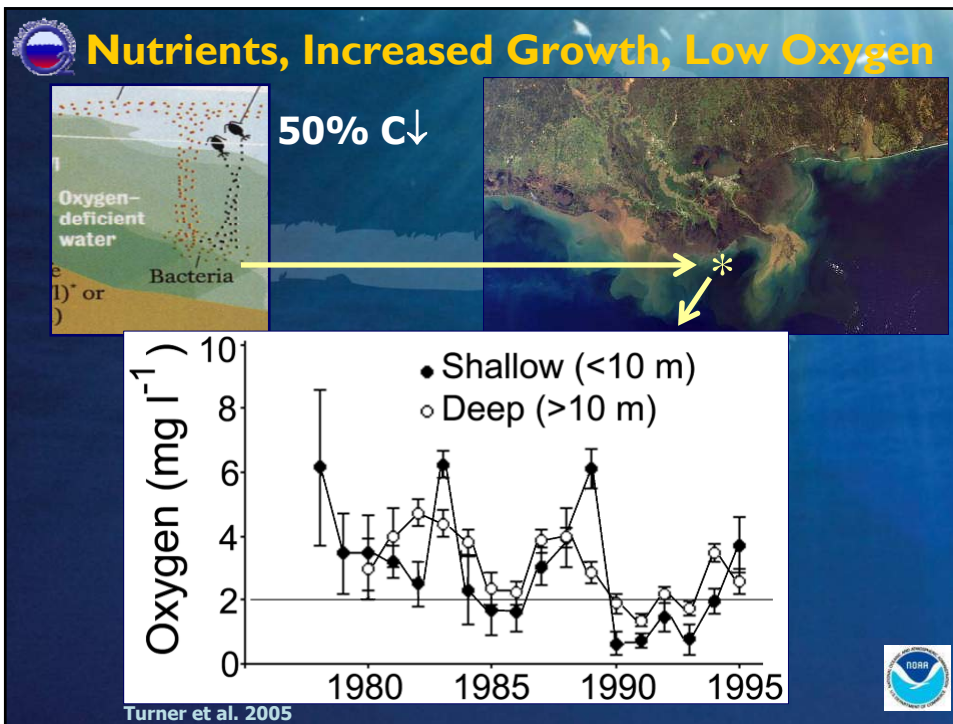 Nutrients, Increased Growth, Low Oxygen
50% C↓
Oxygen–
deficient
water
Bacteria
e
l)* or
)
10
8
6
4
2
0
Oxygen (mg l⁻¹)
● Shallow (<10 m)
○ Deep (>10 m)
*
1980
1985
1990
1995
Turner et al. 2005
NOAA